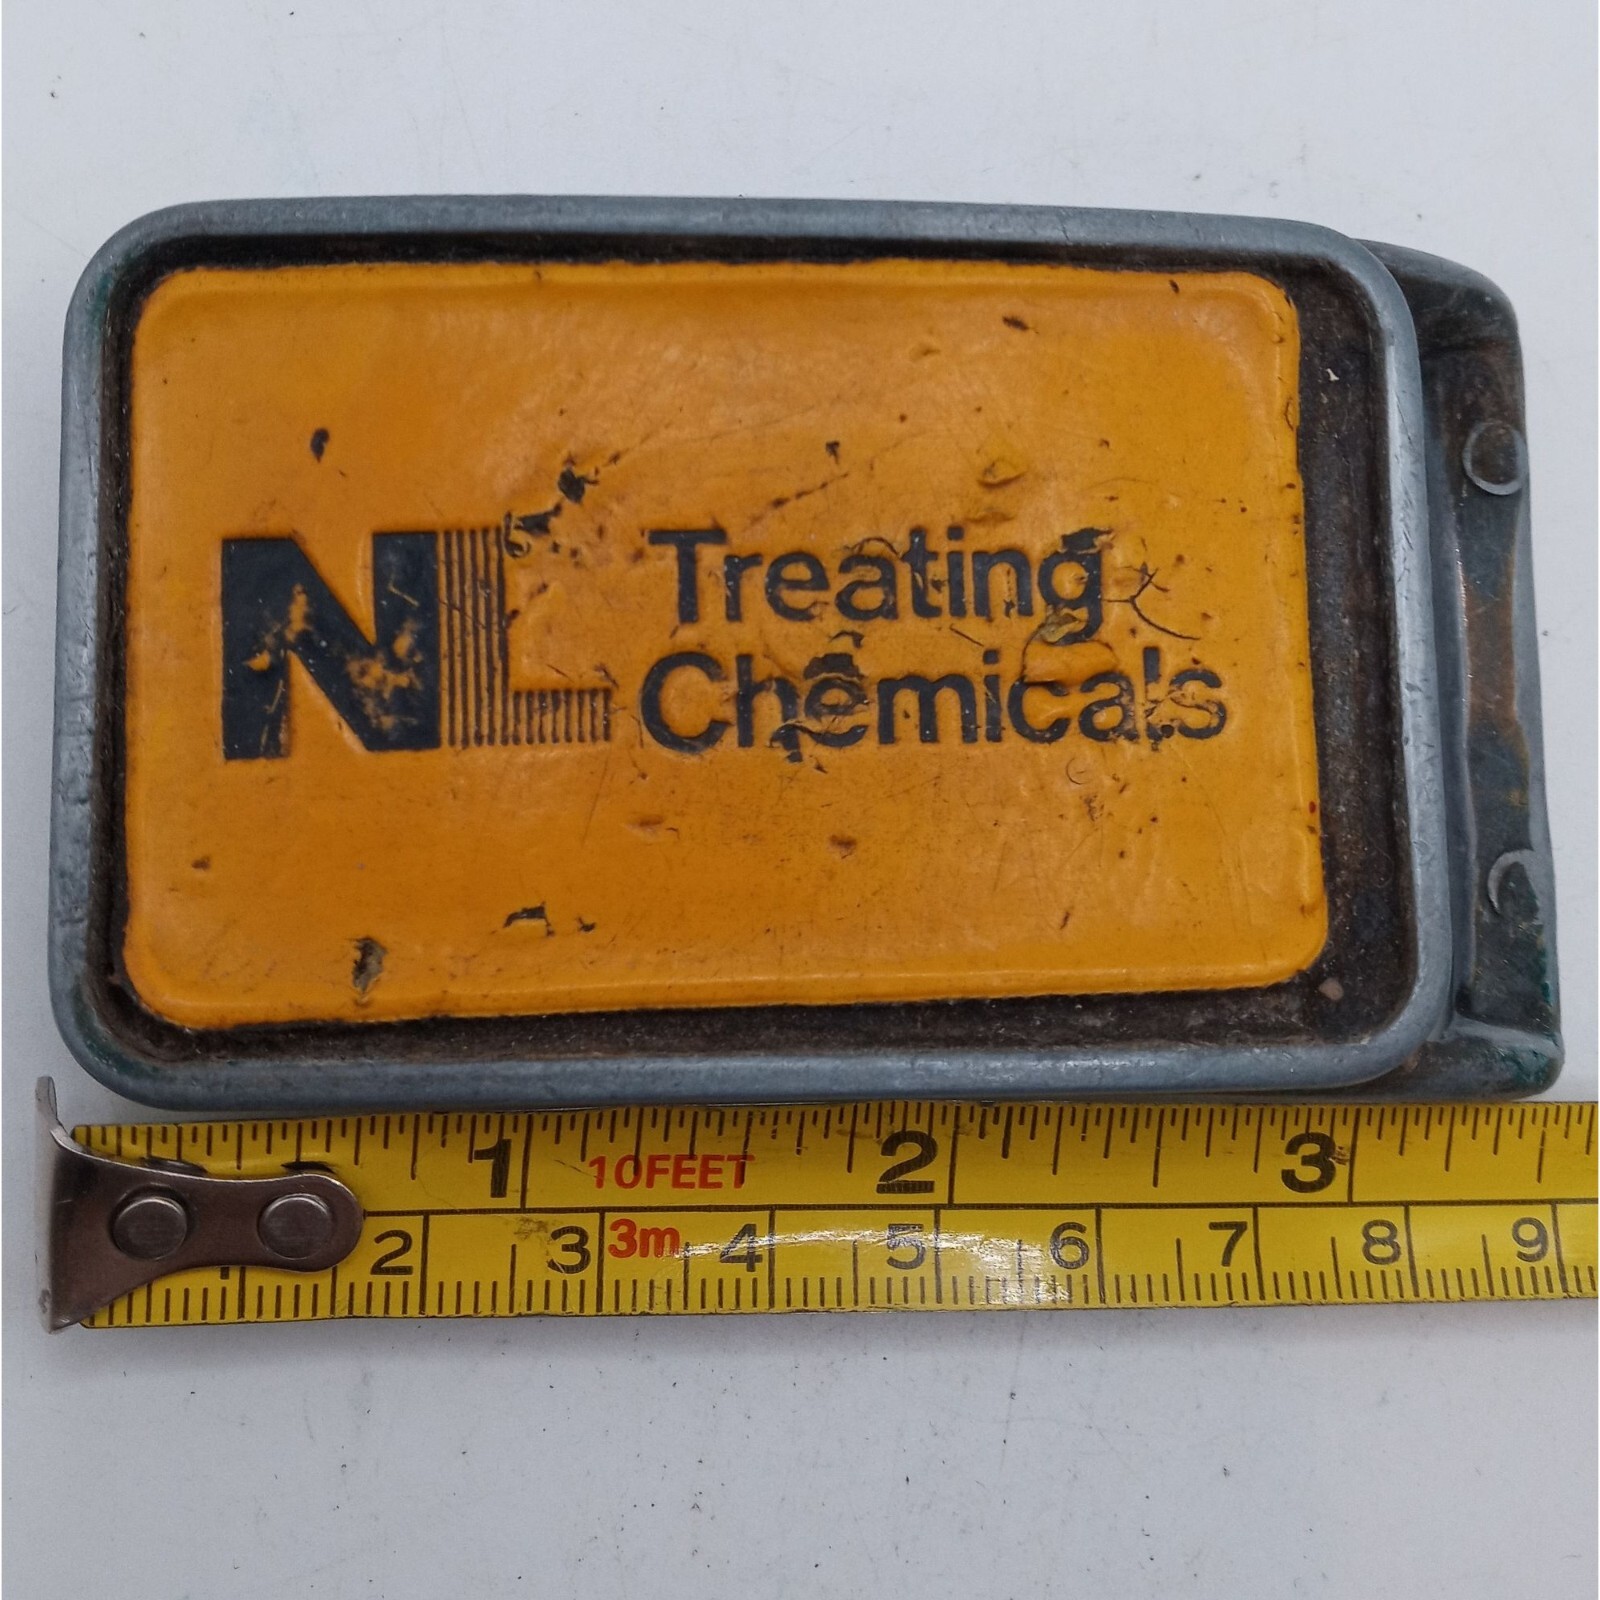 NL Treating
Chemicals
1 10FEET 2 3
2 3 3m 4 5 6 7 8 9